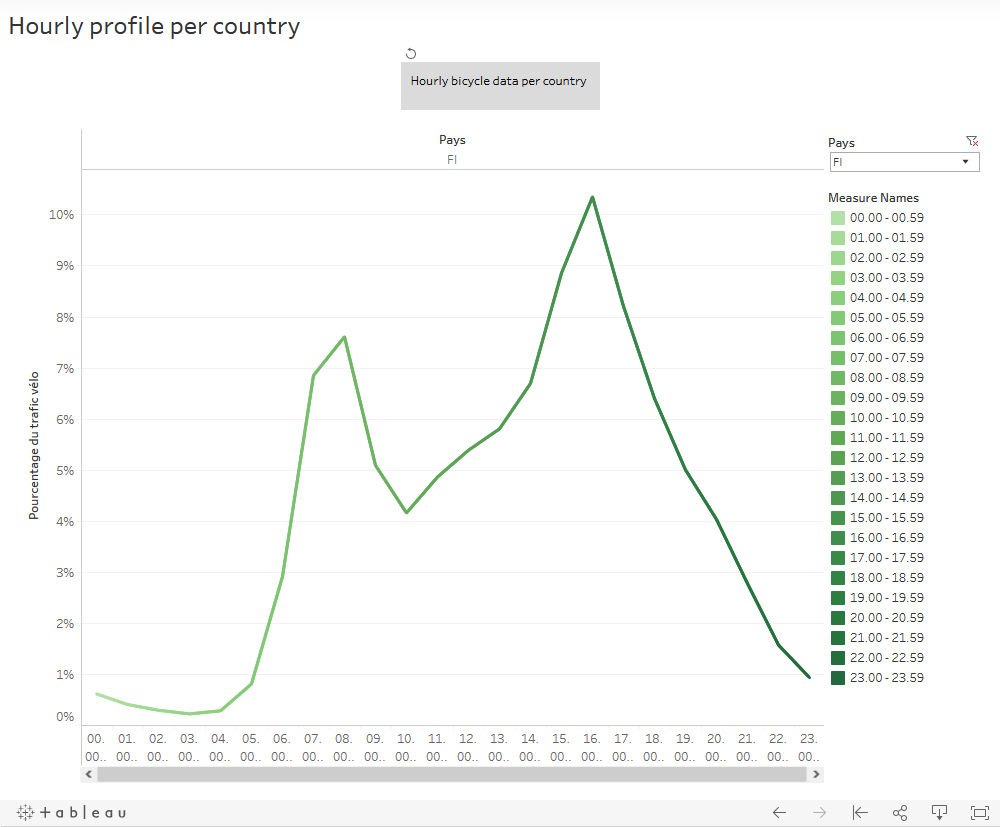 Hourly profile per country
Hourly bicycle data per country
Pays
FI
Pays
FI
Measure Names
00.00 - 00.59
01.00 - 01.59
02.00 - 02.59
03.00 - 03.59
04.00 - 04.59
05.00 - 05.59
06.00 - 06.59
07.00 - 07.59
08.00 - 08.59
09.00 - 09.59
10.00 - 10.59
11.00 - 11.59
12.00 - 12.59
13.00 - 13.59
14.00 - 14.59
15.00 - 15.59
16.00 - 16.59
17.00 - 17.59
18.00 - 18.59
19.00 - 19.59
20.00 - 20.59
21.00 - 21.59
22.00 - 22.59
23.00 - 23.59
Pourcentage du trafic vélo
10%
9%
8%
7%
6%
5%
4%
3%
2%
1%
0%
00. 01. 02. 03. 04. 05. 06. 07. 08. 09. 10. 11. 12. 13. 14. 15. 16. 17. 18. 19. 20. 21. 22. 23.
00.. 00.. 00.. 00.. 00.. 00.. 00.. 00.. 00.. 00.. 00.. 00.. 00.. 00.. 00.. 00.. 00.. 00.. 00.. 00.. 00.. 00.. 00.. 00..
+ a b | e a u